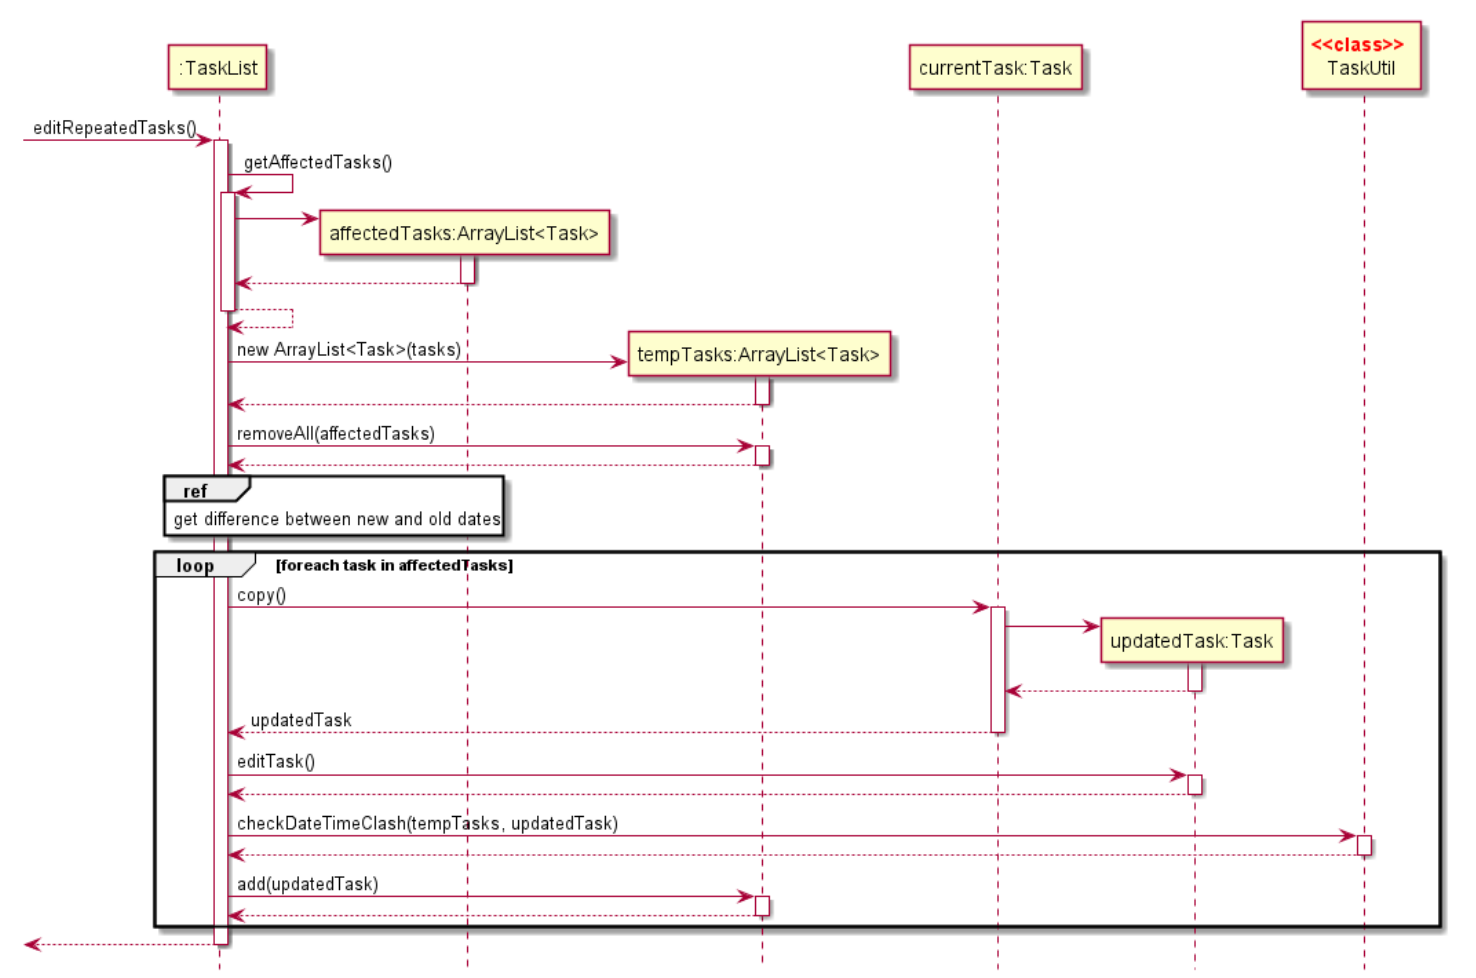 <<class>>
:TaskList
currentTask:Task
TaskUtil
editRepeatedTasks()
getAffectedTasks()
affectedTasks:ArrayList<Task>
new ArrayList<Task>(tasks)
tempTasks:ArrayList<Task>
removeAll(affectedTasks)
ref
get difference between new and old dates
loop
[foreach task in affectedTasks]
copy()
updatedTask:Task
updatedTask
editTask()
checkDateTimeClash(tempTasks, updatedTask)
add(updatedTask)